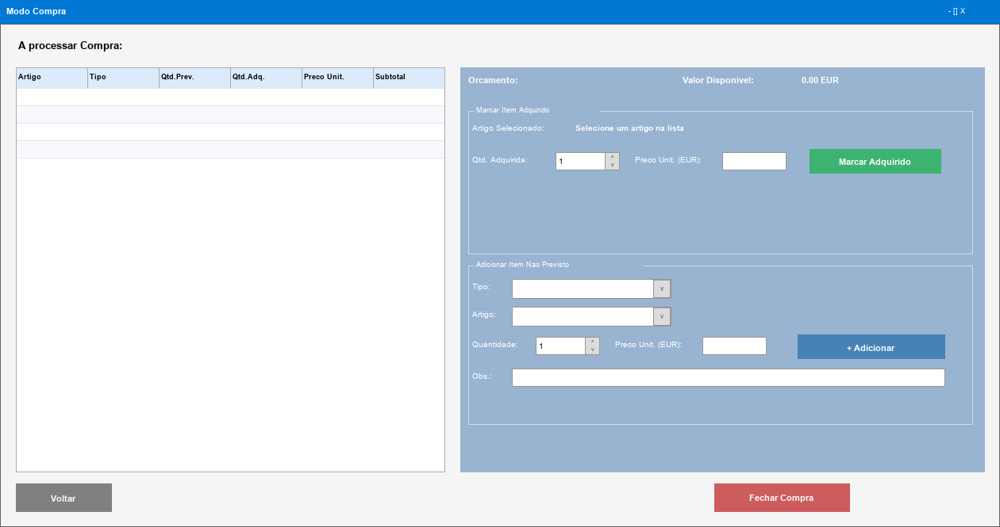 Modo Compra - [] X
A processar Compra:
Artigo Tipo Qtd.Prev. Qtd.Adq. Preco Unit. Subtotal
Orcamento: Valor Disponivel: 0.00 EUR
Marcar Item Adquirido
Artigo Selecionado: Selecione um artigo na lista
Qtd. Adquirida: 1 Preco Unit. (EUR): Marcar Adquirido
Adicionar Item Nao Previsto
Tipo: v
Artigo: v
Quantidade: 1 Preco Unit. (EUR): + Adicionar
Obs.:
Voltar Fechar Compra